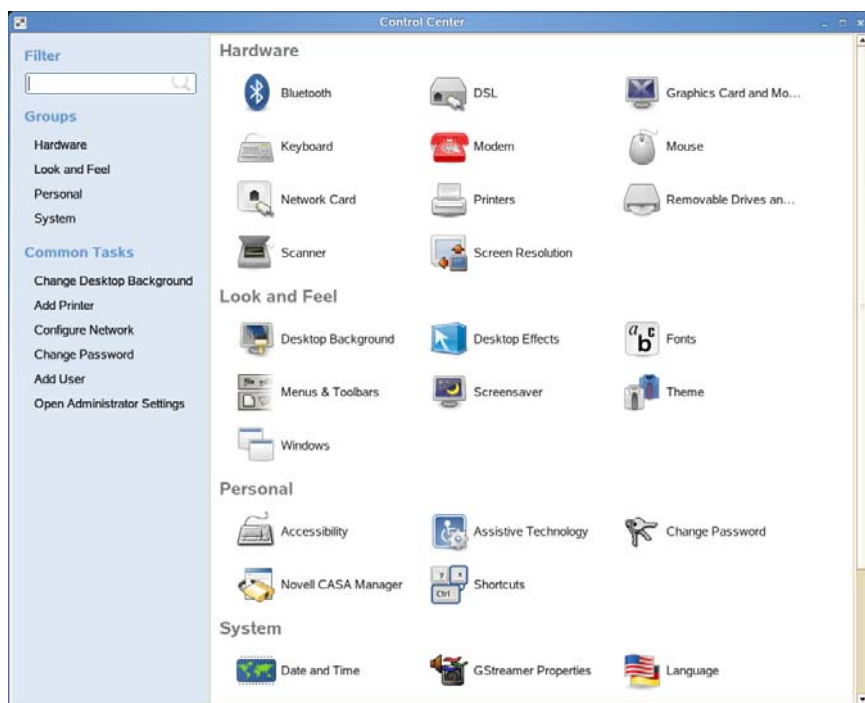 Control Center
Filter
Groups
Hardware
Look and Feel
Personal
System
Common Tasks
Change Desktop Background
Add Printer
Configure Network
Change Password
Add User
Open Administrator Settings
Hardware
Bluetooth
DSL
Graphics Card and Mo...
Keyboard
Modem
Mouse
Network Card
Printers
Removable Drives an...
Scanner
Screen Resolution
Look and Feel
Desktop Background
Desktop Effects
a c
b
Fonts
file edit
Menus & Toolbars
Screensaver
Theme
Windows
Personal
Accessibility
Assistive Technology
Change Password
Novell CASA Manager
Y X
Ctrl
Shortcuts
System
Date and Time
GStreamer Properties
Language